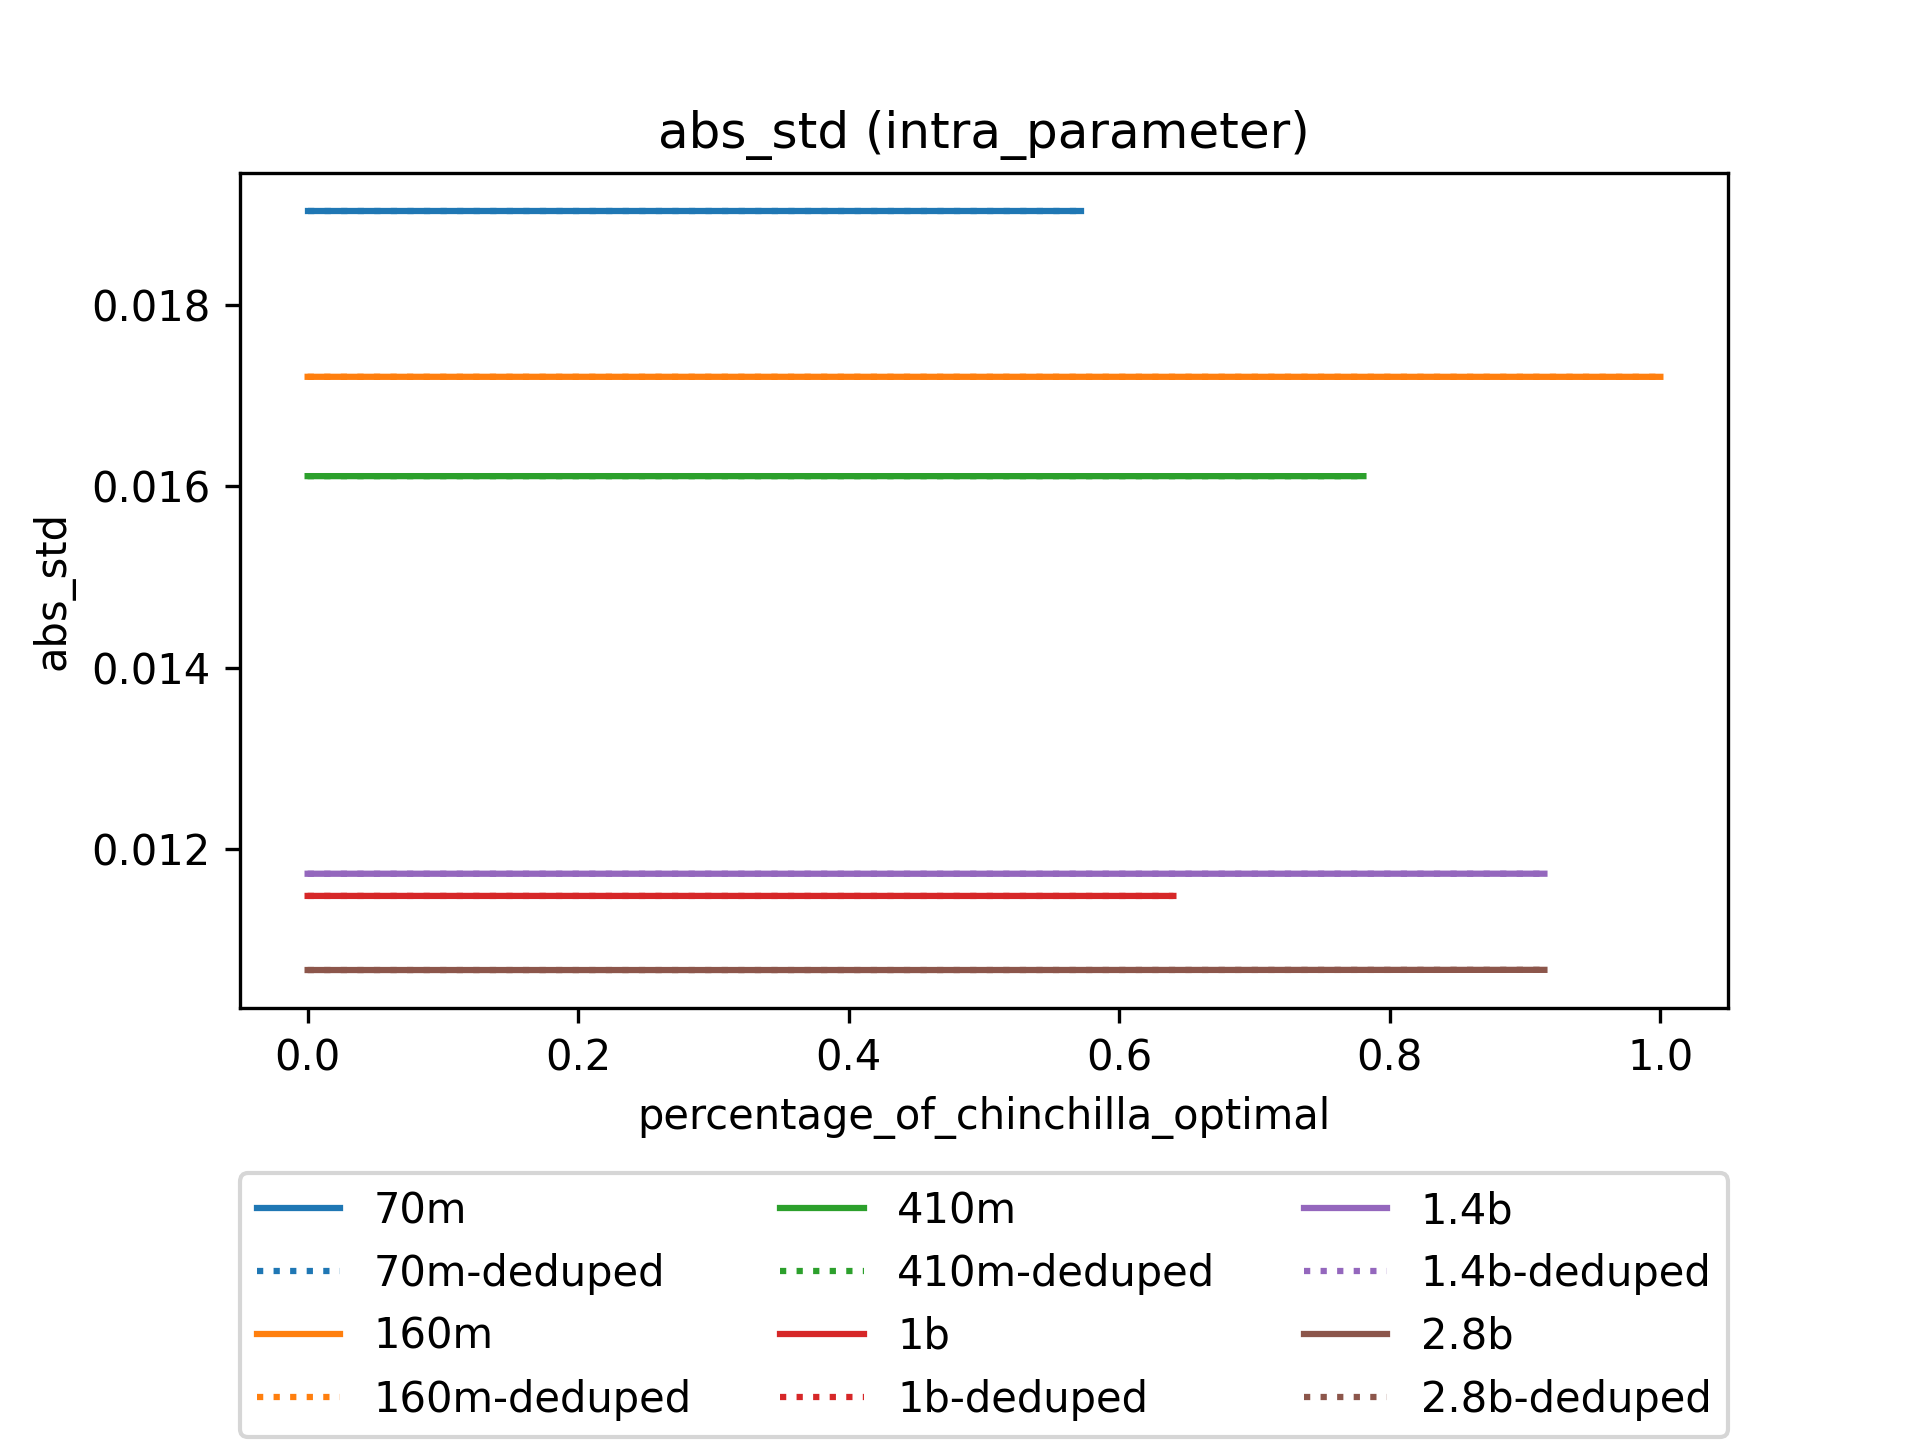 abs_std (intra_parameter)
abs_std
0.018
0.016
0.014
0.012
0.0 0.2 0.4 0.6 0.8 1.0
percentage_of_chinchilla_optimal
70m
70m-deduped
160m
160m-deduped
410m
410m-deduped
1b
1b-deduped
1.4b
1.4b-deduped
2.8b
2.8b-deduped